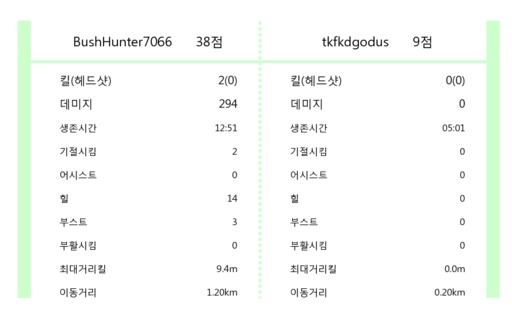 BushHunter7066 38점
킬(헤드샷) 2(0)
데미지 294
생존시간 12:51
기절시킴 2
어시스트 0
힐 14
부스트 3
부활시킴 0
최대거리킬 9.4m
이동거리 1.20km
tkfkdgodus 9점
킬(헤드샷) 0(0)
데미지 0
생존시간 05:01
기절시킴 0
어시스트 0
힐 0
부스트 0
부활시킴 0
최대거리킬 0.0m
이동거리 0.20km